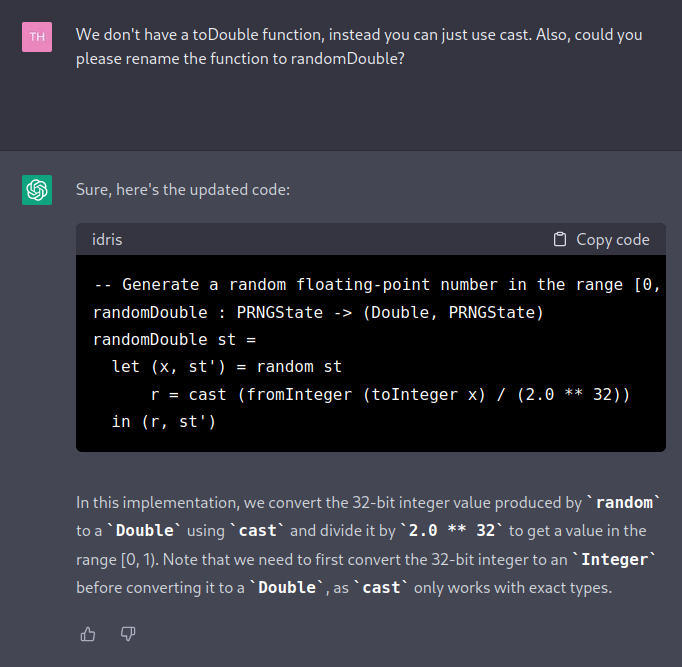 TH
We don't have a toDouble function, instead you can just use cast. Also, could you
please rename the function to randomDouble?
Sure, here's the updated code:
idris Copy code
-- Generate a random floating-point number in the range [0,
randomDouble : PRNGState -> (Double, PRNGState)
randomDouble st =
  let (x, st') = random st
      r = cast (fromInteger (toInteger x) / (2.0 ** 32))
  in (r, st')
In this implementation, we convert the 32-bit integer value produced by `random`
to a `Double` using `cast` and divide it by `2.0 ** 32` to get a value in the
range [0, 1). Note that we need to first convert the 32-bit integer to an `Integer`
before converting it to a `Double`, as `cast` only works with exact types.